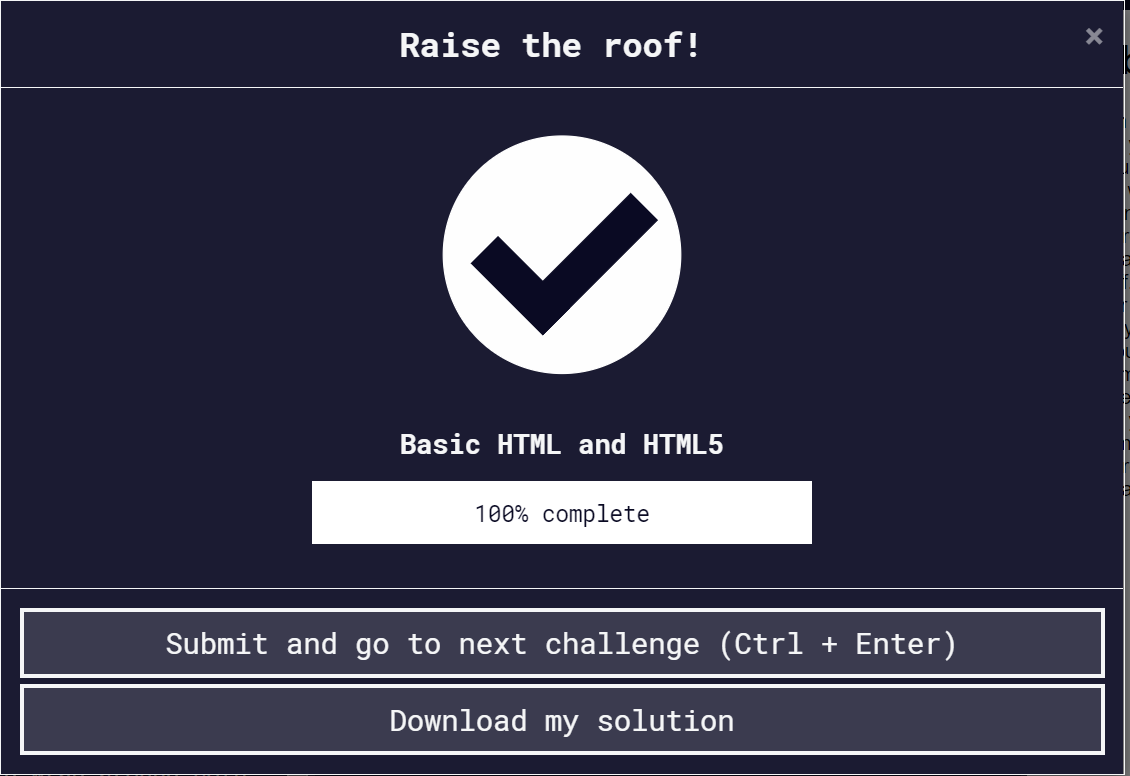 Raise the roof!
×
Basic HTML and HTML5
100% complete
Submit and go to next challenge (Ctrl + Enter)
Download my solution